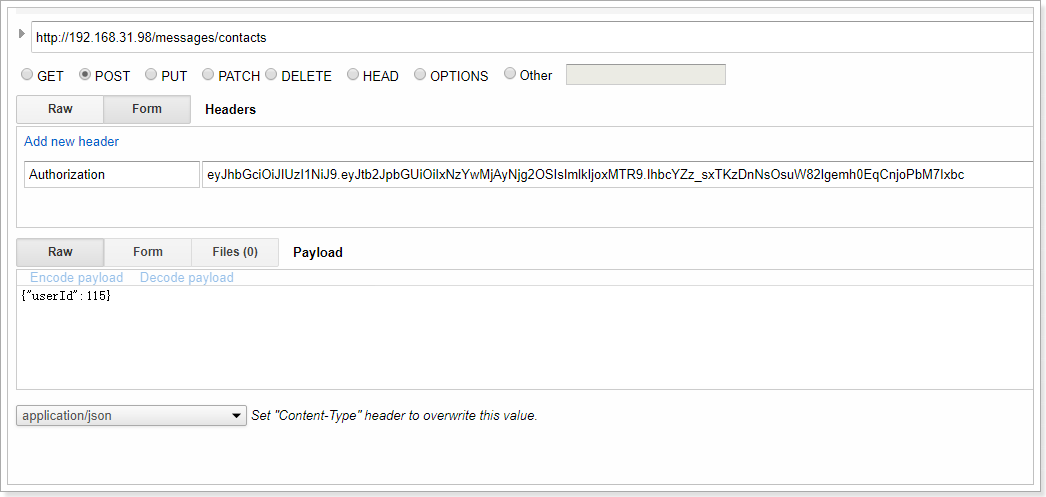 http://192.168.31.98/messages/contacts
GET POST PUT PATCH DELETE HEAD OPTIONS Other
Raw Form Headers
Add new header
Authorization eyJhbGciOiJIUzI1NiJ9.eyJtb2JpbGUiOiIxNzYwMjAyNjg2OSIsImlkIjoxMTR9.IhbcYZz_sxTKzDnNsOsuW82lgemh0EqCnjoPbM7Ixbc
Raw Form Files (0) Payload
Encode payload Decode payload
{"userId":115}
application/json Set "Content-Type" header to overwrite this value.